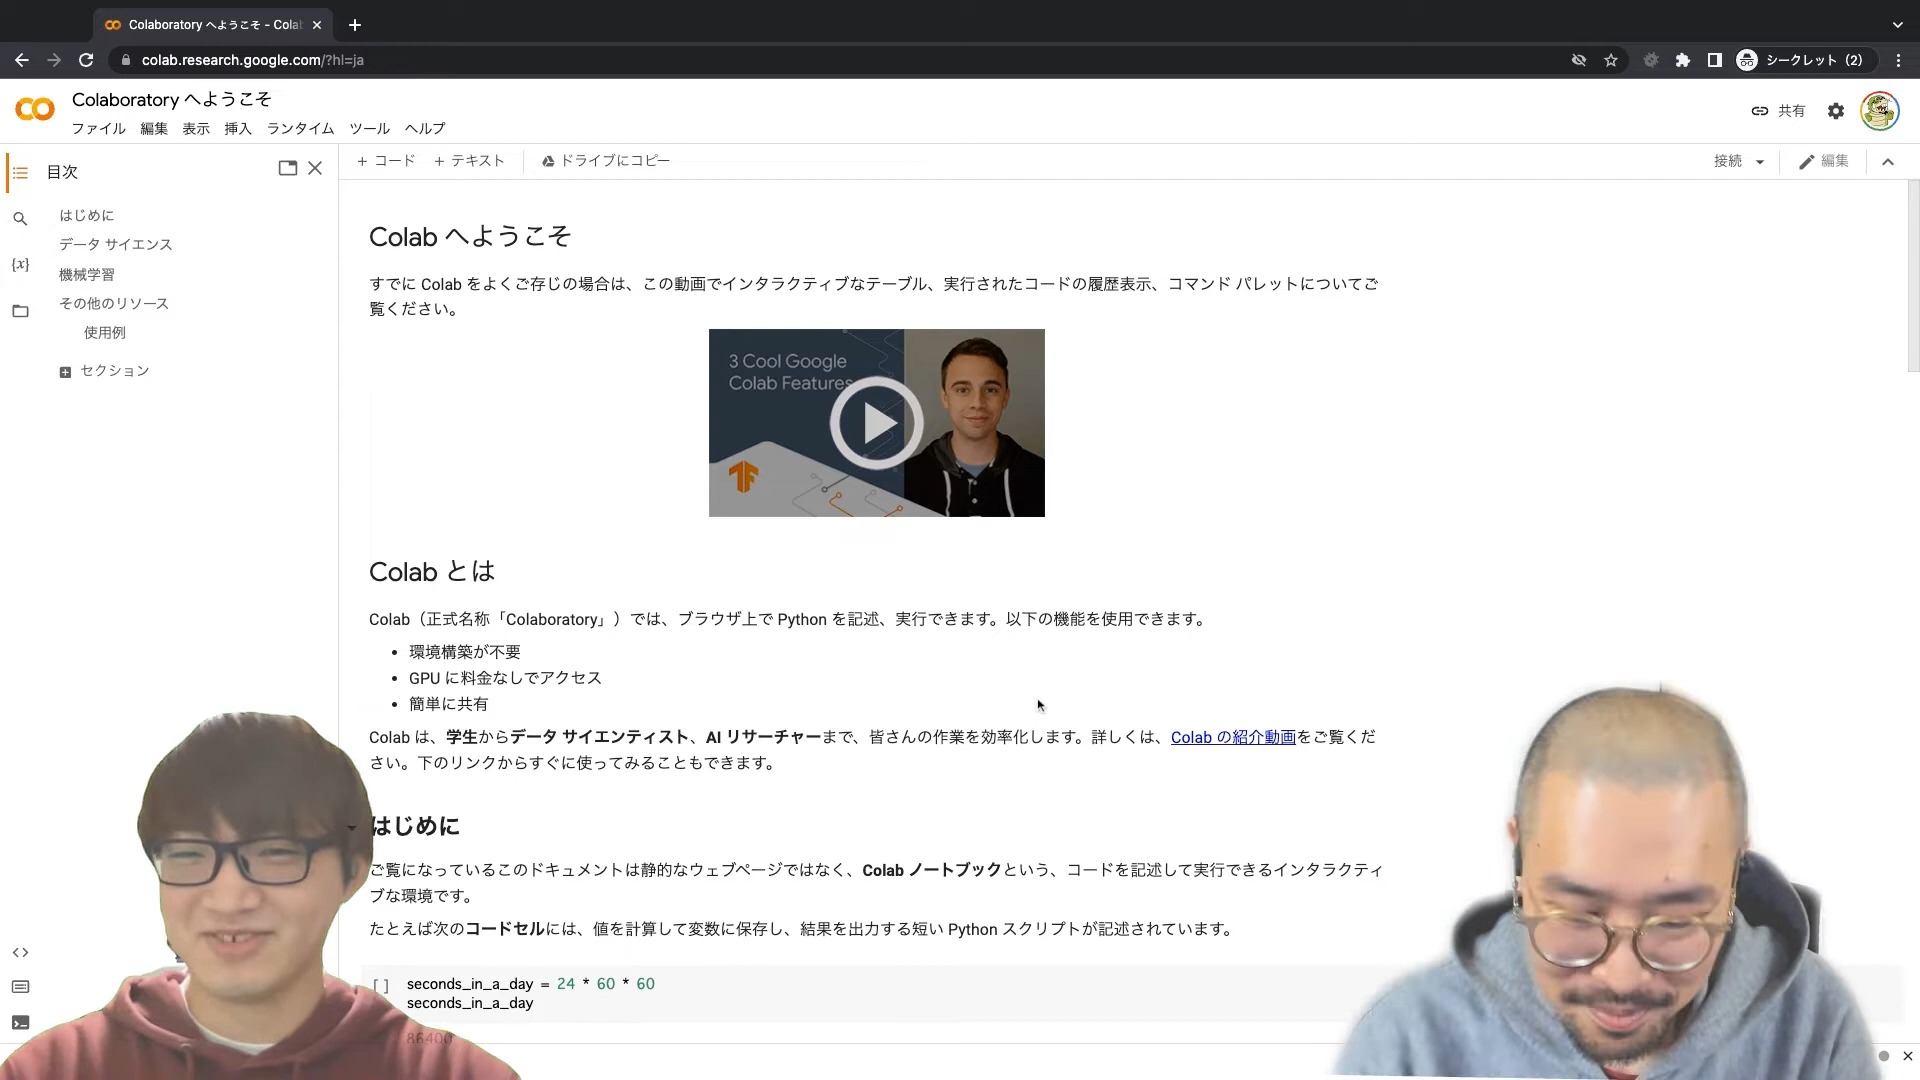 Colaboratory へようこそ - Cola
colab.research.google.com/?hl=ja
シークレット（2）
Colaboratory へようこそ
ファイル 編集 表示 挿入 ランタイム ツール ヘルプ
共有
目次
+ コード + テキスト ドライブにコピー
接続 編集
はじめに
データ サイエンス
機械学習
その他のリソース
使用例
セクション
Colab へようこそ
すでに Colab をよくご存じの場合は、この動画でインタラクティブなテーブル、実行されたコードの履歴表示、コマンド パレットについてご
覧ください。
3 Cool Google
Colab Features
Colab とは
Colab（正式名称「Colaboratory」）では、ブラウザ上で Python を記述、実行できます。以下の機能を使用できます。
• 環境構築が不要
• GPU に料金なしでアクセス
• 簡単に共有
Colab は、学生からデータ サイエンティスト、AI リサーチャーまで、皆さんの作業を効率化します。詳しくは、Colab の紹介動画をご覧くだ
さい。下のリンクからすぐに使ってみることもできます。
はじめに
ご覧になっているこのドキュメントは静的なウェブページではなく、Colab ノートブックという、コードを記述して実行できるインタラクティ
ブな環境です。
たとえば次のコードセルには、値を計算して変数に保存し、結果を出力する短い Python スクリプトが記述されています。
[ ] seconds_in_a_day = 24 * 60 * 60
seconds_in_a_day
86400